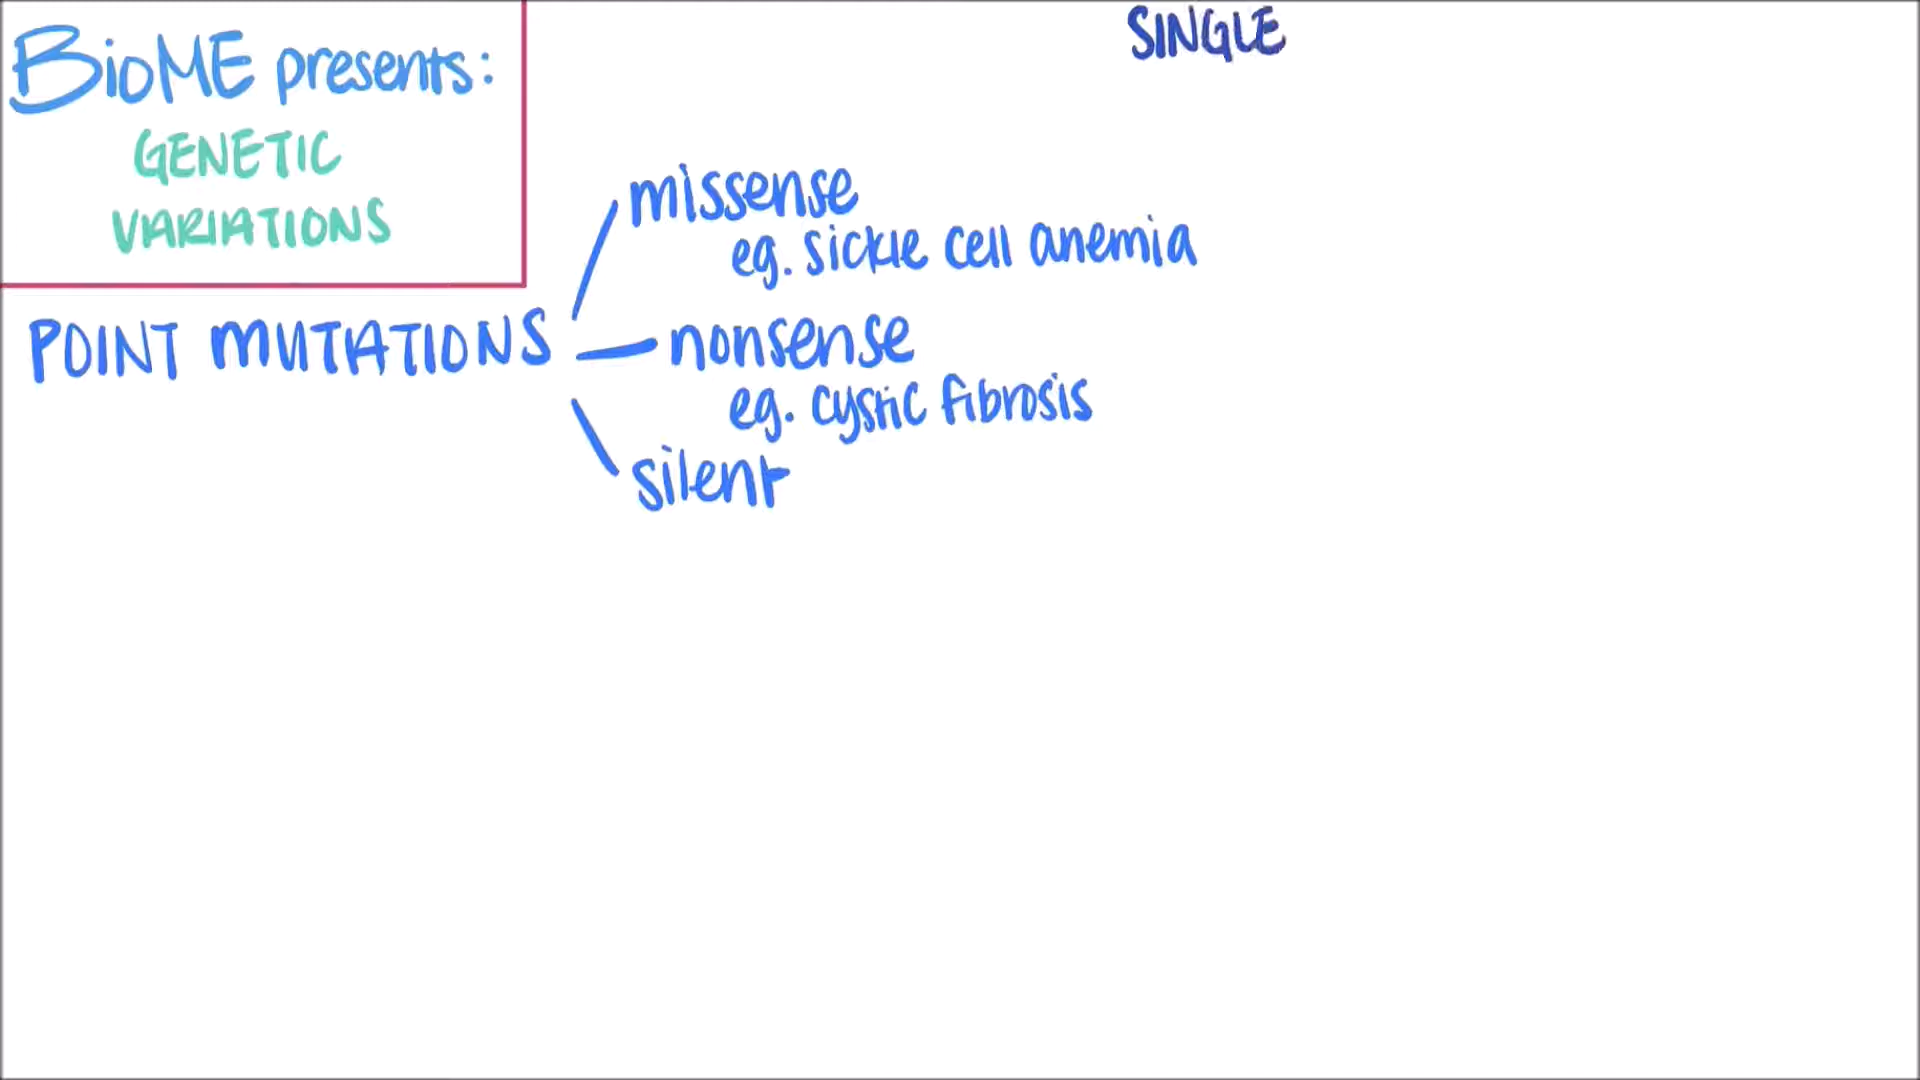 BioME presents:
GENETIC
VARIATIONS
SINGLE
POINT MUTATIONS
missense
eg. sickle cell anemia
nonsense
eg. cystic fibrosis
silent